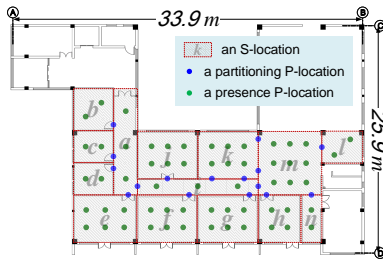 A 33.9 m B
C
k an S-location
a partitioning P-location
a presence P-location
25.9 m
b
a
c
j k m l
d
e f g h n
D